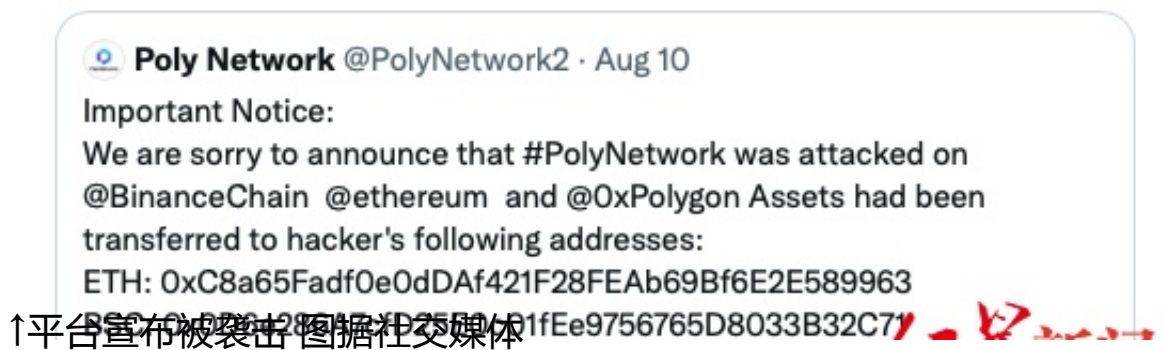 Poly Network @PolyNetwork2 · Aug 10
Important Notice:
We are sorry to announce that #PolyNetwork was attacked on
@BinanceChain @ethereum and @0xPolygon Assets had been
transferred to hacker's following addresses:
ETH: 0xC8a65Fadf0e0dDAf421F28FEAb69Bf6E2E589963
↑平台宣布被袭击 图据社交媒体